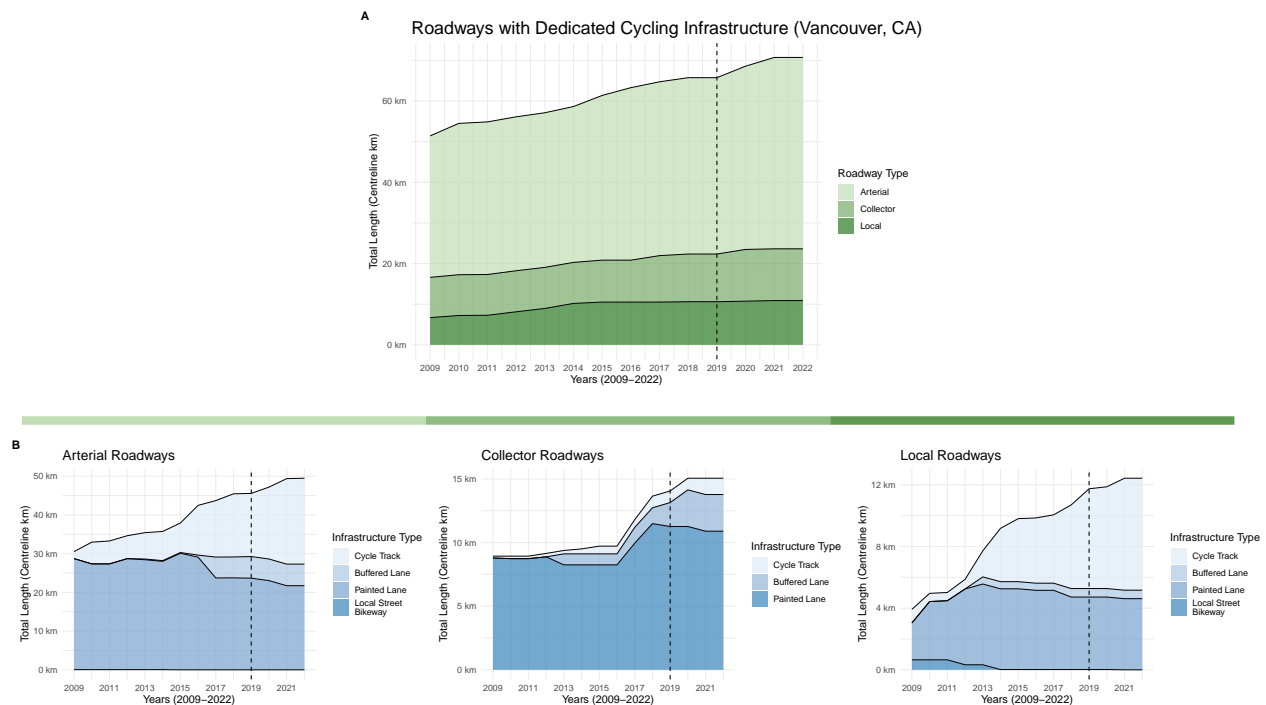 A
Roadways with Dedicated Cycling Infrastructure (Vancouver, CA)
Total Length (Centreline km)
60 km
40 km
20 km
0 km
2009 2010 2011 2012 2013 2014 2015 2016 2017 2018 2019 2020 2021 2022
Years (2009–2022)
Roadway Type
Arterial
Collector
Local
B
Arterial Roadways
Total Length (Centreline km)
50 km
40 km
30 km
20 km
10 km
0 km
2009 2011 2013 2015 2017 2019 2021
Years (2009–2022)
Infrastructure Type
Cycle Track
Buffered Lane
Painted Lane
Local Street
Bikeway
Collector Roadways
Total Length (Centreline km)
15 km
10 km
5 km
0 km
2009 2011 2013 2015 2017 2019 2021
Years (2009–2022)
Infrastructure Type
Cycle Track
Buffered Lane
Painted Lane
Local Roadways
Total Length (Centreline km)
12 km
8 km
4 km
0 km
2009 2011 2013 2015 2017 2019 2021
Years (2009–2022)
Infrastructure Type
Cycle Track
Buffered Lane
Painted Lane
Local Street
Bikeway